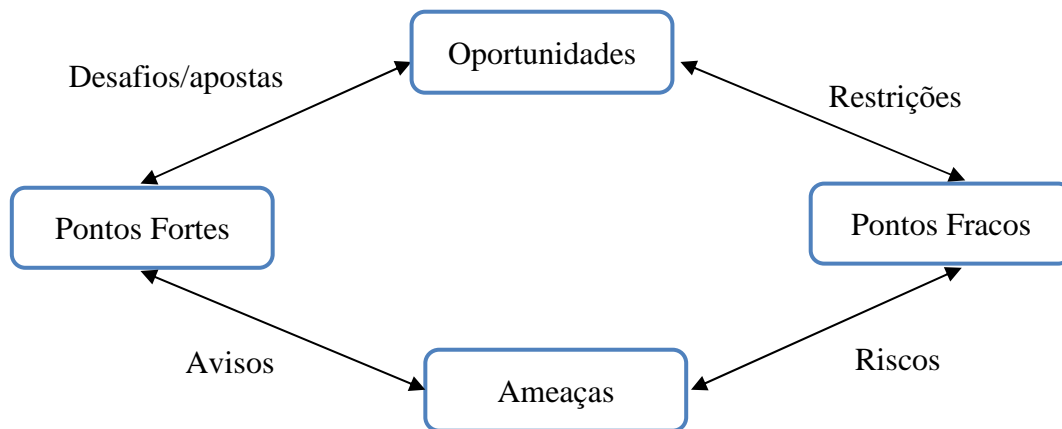 Oportunidades
Desafios/apostas
Restrições
Pontos Fortes
Pontos Fracos
Avisos
Riscos
Ameaças